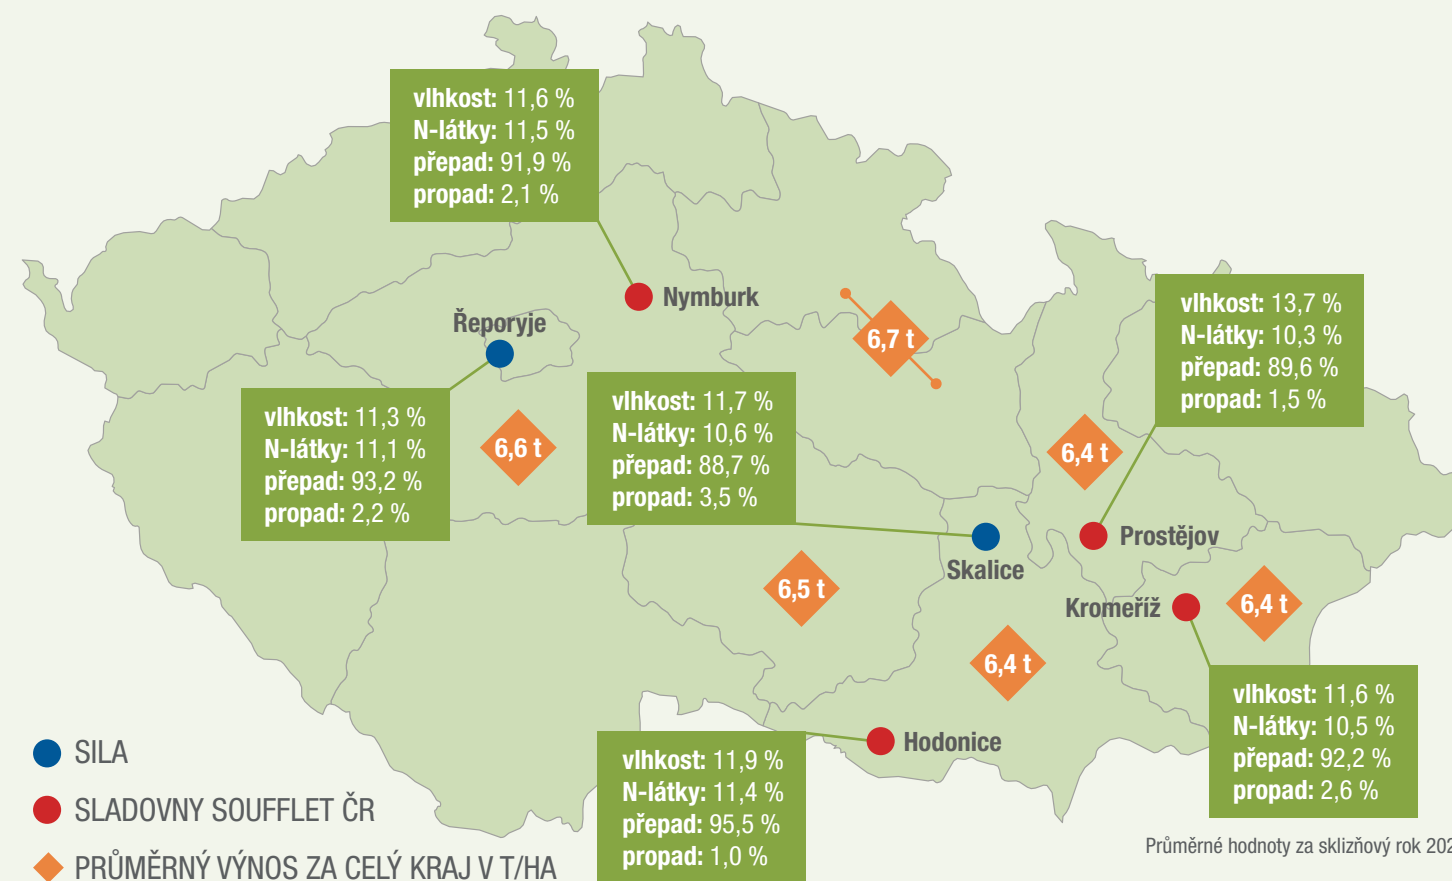 vlhkost: 11,6 %
N-látky: 11,5 %
přepad: 91,9 %
propad: 2,1 %
Nymburk
Řeporyje
vlhkost: 11,3 %
N-látky: 11,1 %
přepad: 93,2 %
propad: 2,2 %
6,6 t
6,7 t
vlhkost: 11,7 %
N-látky: 10,6 %
přepad: 88,7 %
propad: 3,5 %
Skalice
vlhkost: 13,7 %
N-látky: 10,3 %
přepad: 89,6 %
propad: 1,5 %
6,4 t
Prostějov
6,5 t
Kromeříž
6,4 t
6,4 t
vlhkost: 11,6 %
N-látky: 10,5 %
přepad: 92,2 %
propad: 2,6 %
Hodonice
vlhkost: 11,9 %
N-látky: 11,4 %
přepad: 95,5 %
propad: 1,0 %
SILA
SLADOVNY SOUFFLET ČR
PRŮMĚRNÝ VÝNOS ZA CELÝ KRAJ V T/HA
Průměrné hodnoty za sklizňový rok